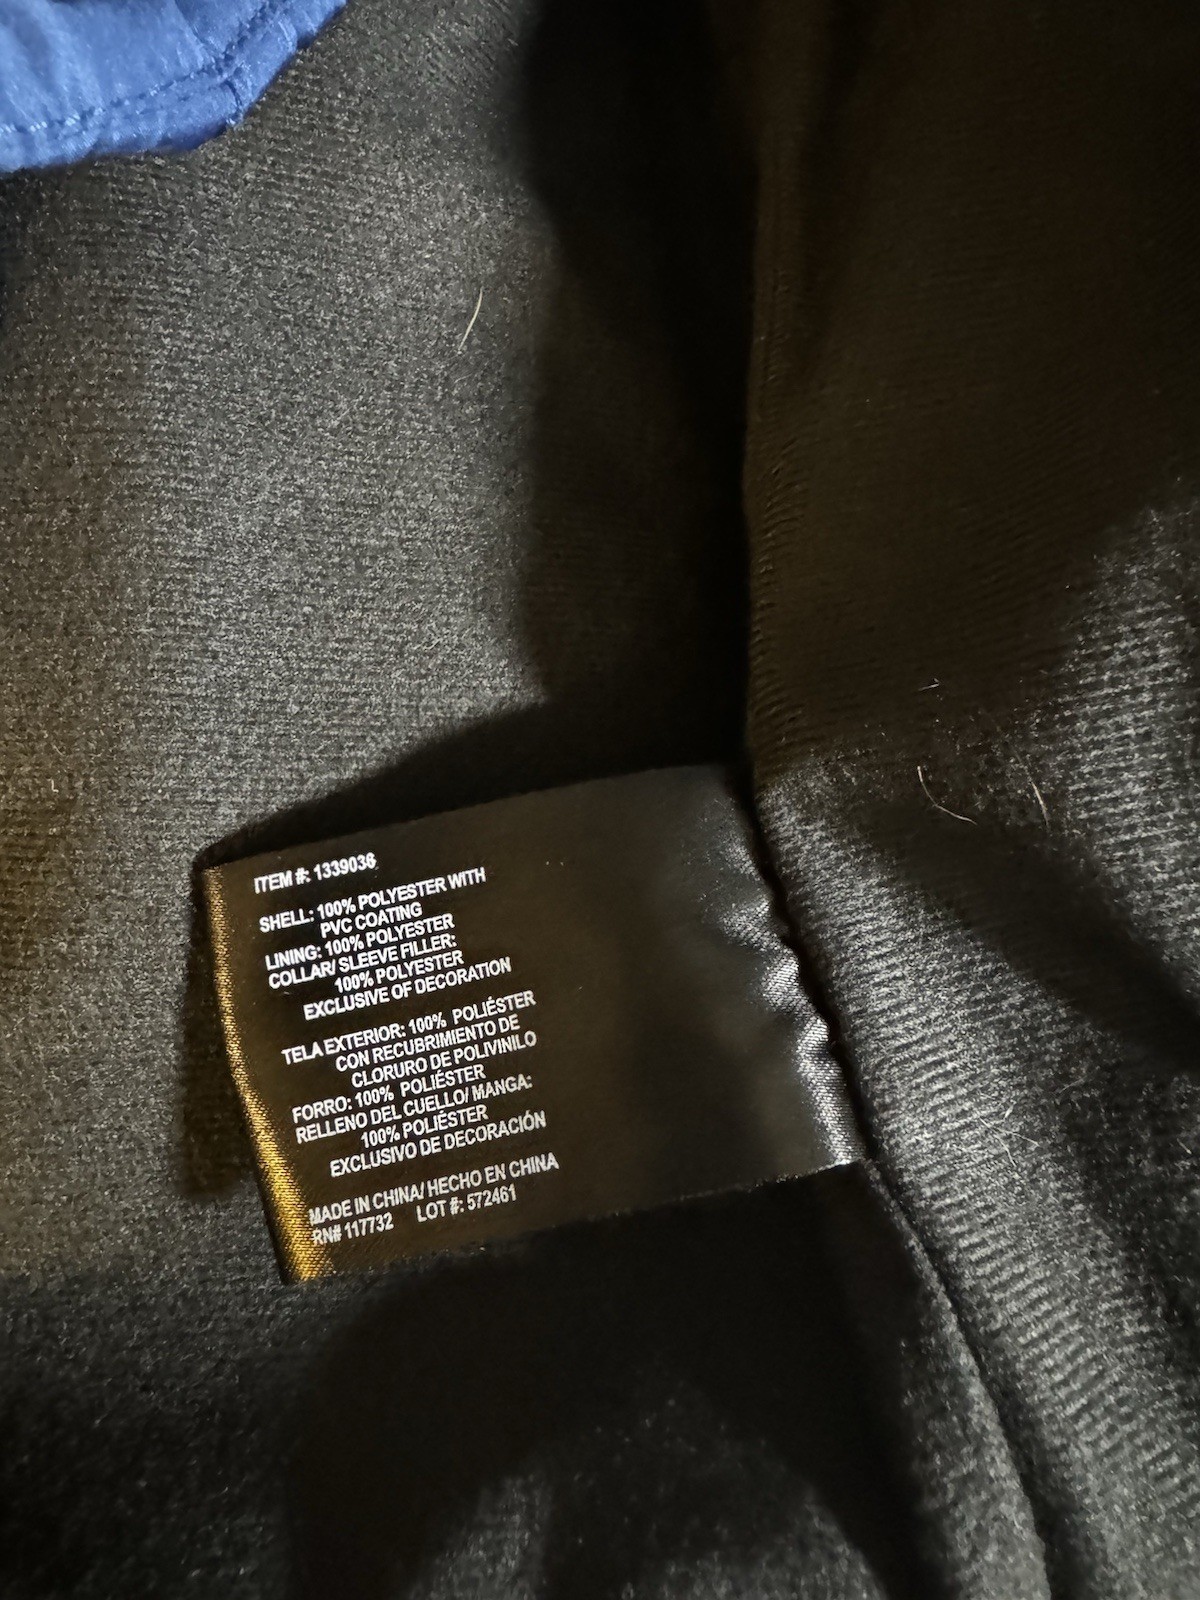 ITEM #: 1339036
SHELL: 100% POLYESTER WITH
PVC COATING
LINING: 100% POLYESTER
COLLAR/ SLEEVE FILLER:
100% POLYESTER
EXCLUSIVE OF DECORATION
TELA EXTERIOR: 100% POLIÉSTER
CON RECUBRIMIENTO DE
CLORURO DE POLIVINILO
FORRO: 100% POLIÉSTER
RELLENO DEL CUELLO/ MANGA:
100% POLIÉSTER
EXCLUSIVO DE DECORACIÓN
MADE IN CHINA/ HECHO EN CHINA
RN# 117732 LOT #: 572461